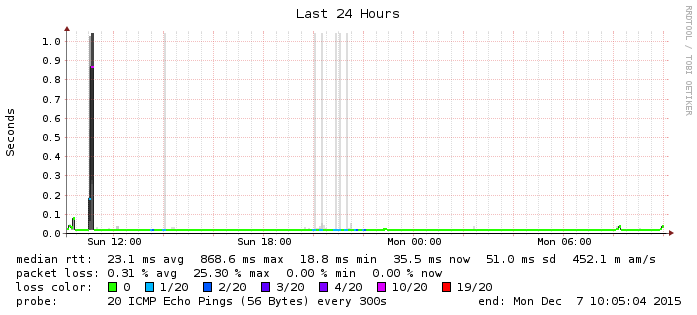 Last 24 Hours
RRDTOOL / TOBI OETIKER
Seconds
1.0
0.9
0.8
0.7
0.6
0.5
0.4
0.3
0.2
0.1
0.0
Sun 12:00 Sun 18:00 Mon 00:00 Mon 06:00
median rtt: 23.1 ms avg 868.6 ms max 18.8 ms min 35.5 ms now 51.0 ms sd 452.1 m am/s
packet loss: 0.31 % avg 25.30 % max 0.00 % min 0.00 % now
loss color: 0 1/20 2/20 3/20 4/20 10/20 19/20
probe: 20 ICMP Echo Pings (56 Bytes) every 300s end: Mon Dec 7 10:05:04 2015